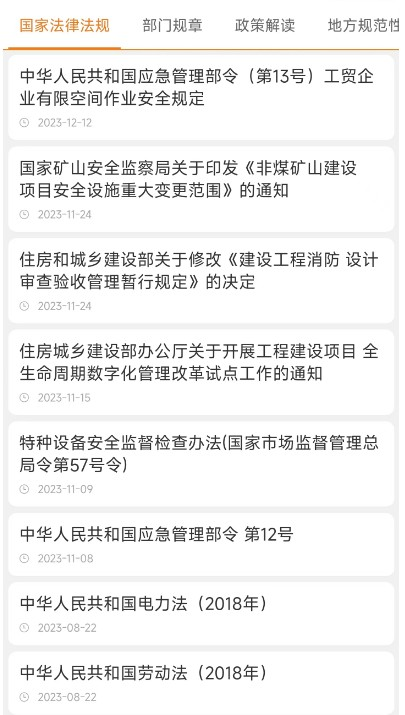 国家法律法规 部门规章 政策解读 地方规范性
中华人民共和国应急管理部令（第13号）工贸企
业有限空间作业安全规定
2023-12-12
国家矿山安全监察局关于印发《非煤矿山建设
项目安全设施重大变更范围》的通知
2023-11-24
住房和城乡建设部关于修改《建设工程消防 设计
审查验收管理暂行规定》的决定
2023-11-24
住房城乡建设部办公厅关于开展工程建设项目 全
生命周期数字化管理改革试点工作的通知
2023-11-15
特种设备安全监督检查办法(国家市场监督管理总
局令第57号令)
2023-11-09
中华人民共和国应急管理部令 第12号
2023-11-08
中华人民共和国电力法（2018年）
2023-08-22
中华人民共和国劳动法（2018年）
2023-08-22